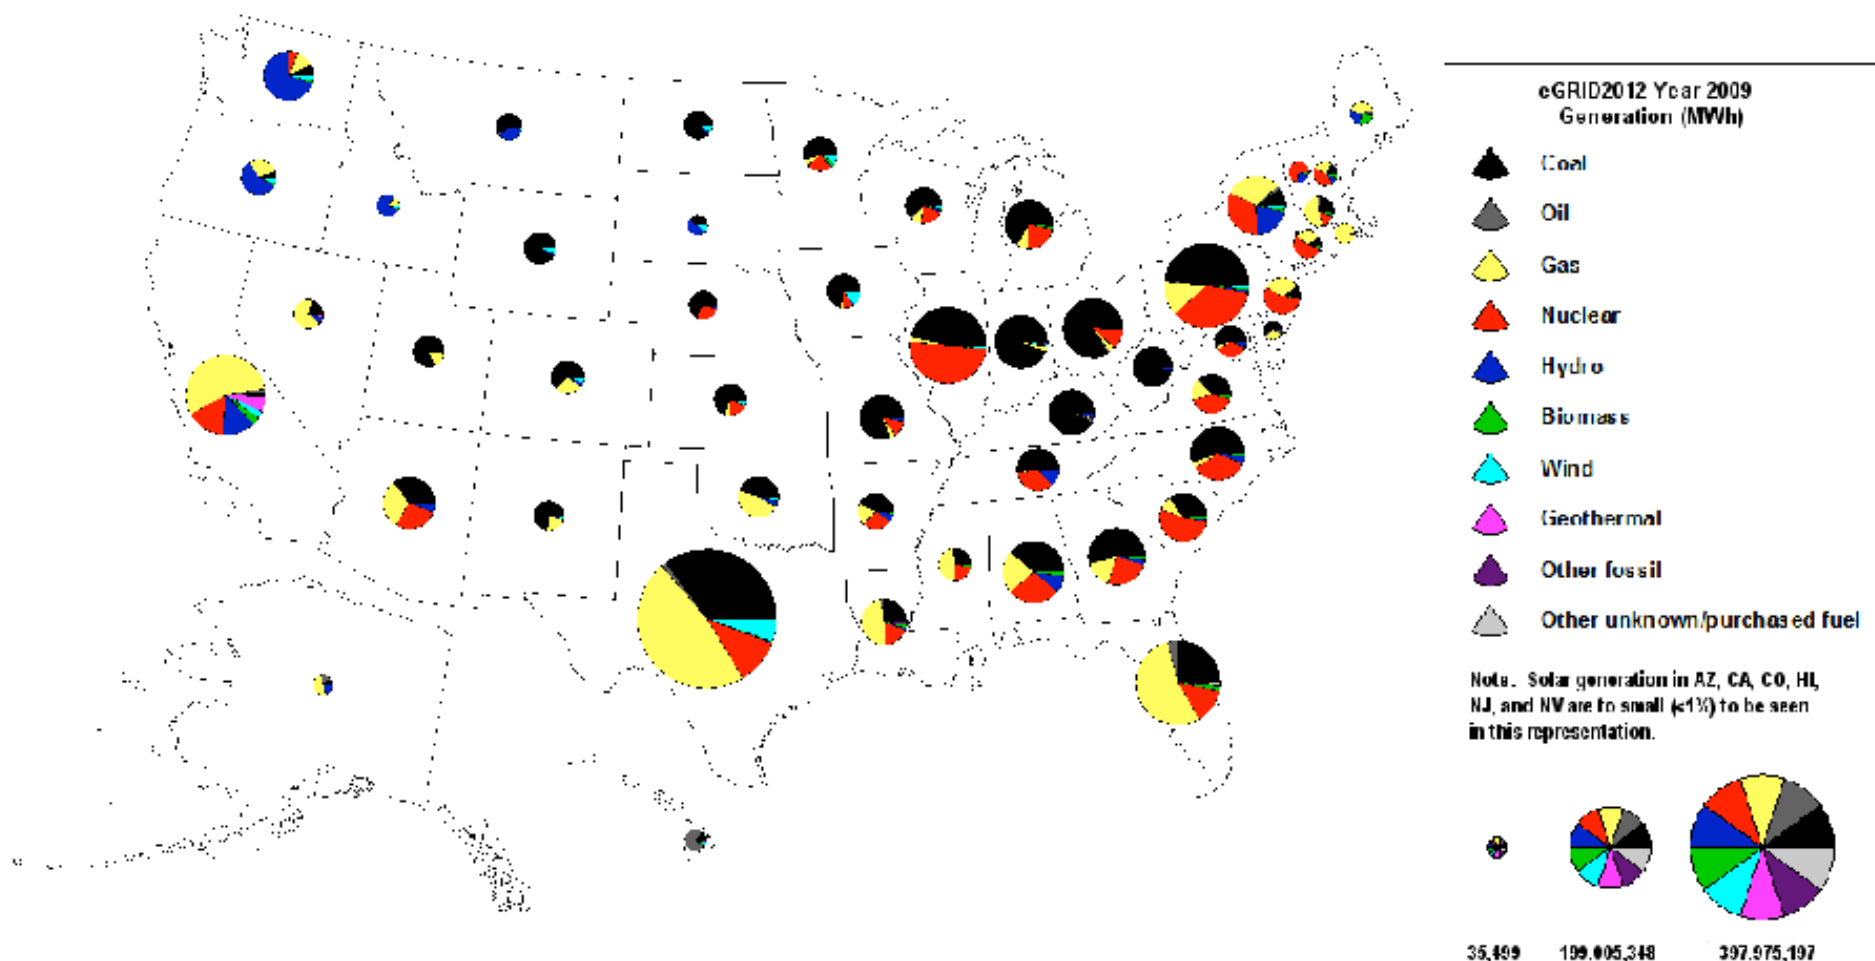 eGRID2012 Year 2009
Generation (MWh)
Coal
Oil
Gas
Nuclear
Hydro
Biomass
Wind
Geothermal
Other fossil
Other unknown/purchased fuel
Note. Solar generation in AZ, CA, CO, HI,
NJ, and NV are to small (<1%) to be seen
in this representation.
35,499 199,005,348 397,975,197